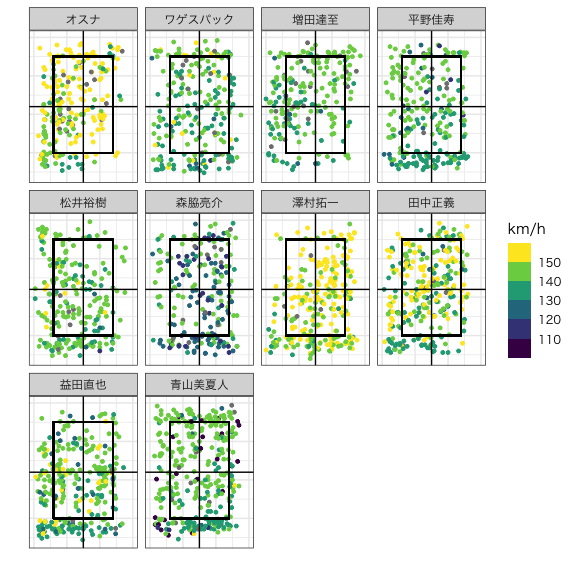 オスナ
ワゲスパック
増田達至
平野佳寿
松井裕樹
森脇亮介
澤村拓一
田中正義
益田直也
青山美夏人
km/h
150
140
130
120
110